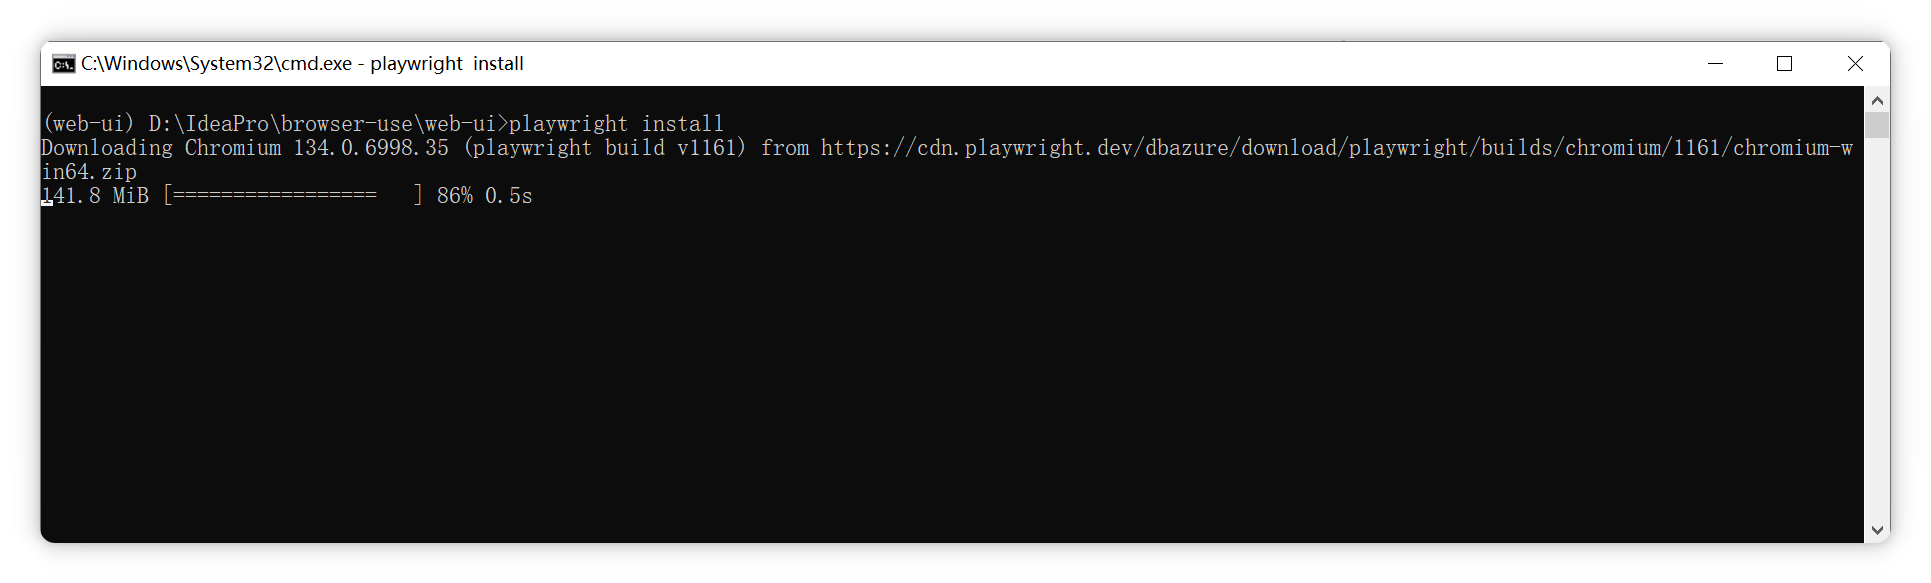 C:\Windows\System32\cmd.exe - playwright  install
(web-ui) D:\IdeaPro\browser-use\web-ui>playwright install
Downloading Chromium 134.0.6998.35 (playwright build v1161) from https://cdn.playwright.dev/dbazure/download/playwright/builds/chromium/1161/chromium-w
in64.zip
141.8 MiB [=================   ] 86% 0.5s